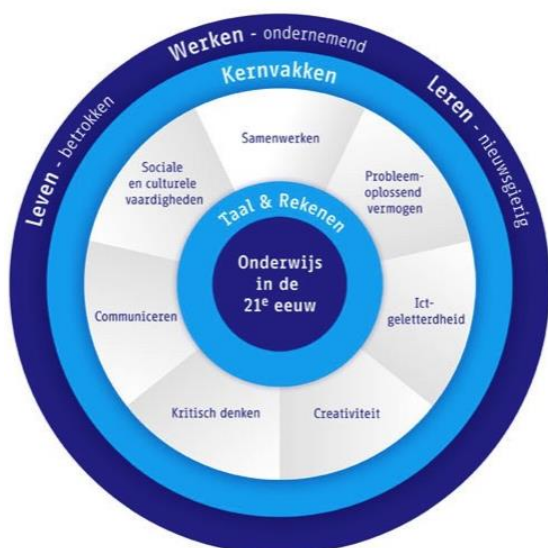 Werken - ondernemend
Leven - betrokken
Leren - nieuwsgierig
Kernvakken
Samenwerken
Sociale
en culturele
vaardigheden
Probleem-
oplossend
vermogen
Taal & Rekenen
Onderwijs
in de
21e eeuw
Communiceren
Ict-
geletterdheid
Kritisch denken
Creativiteit